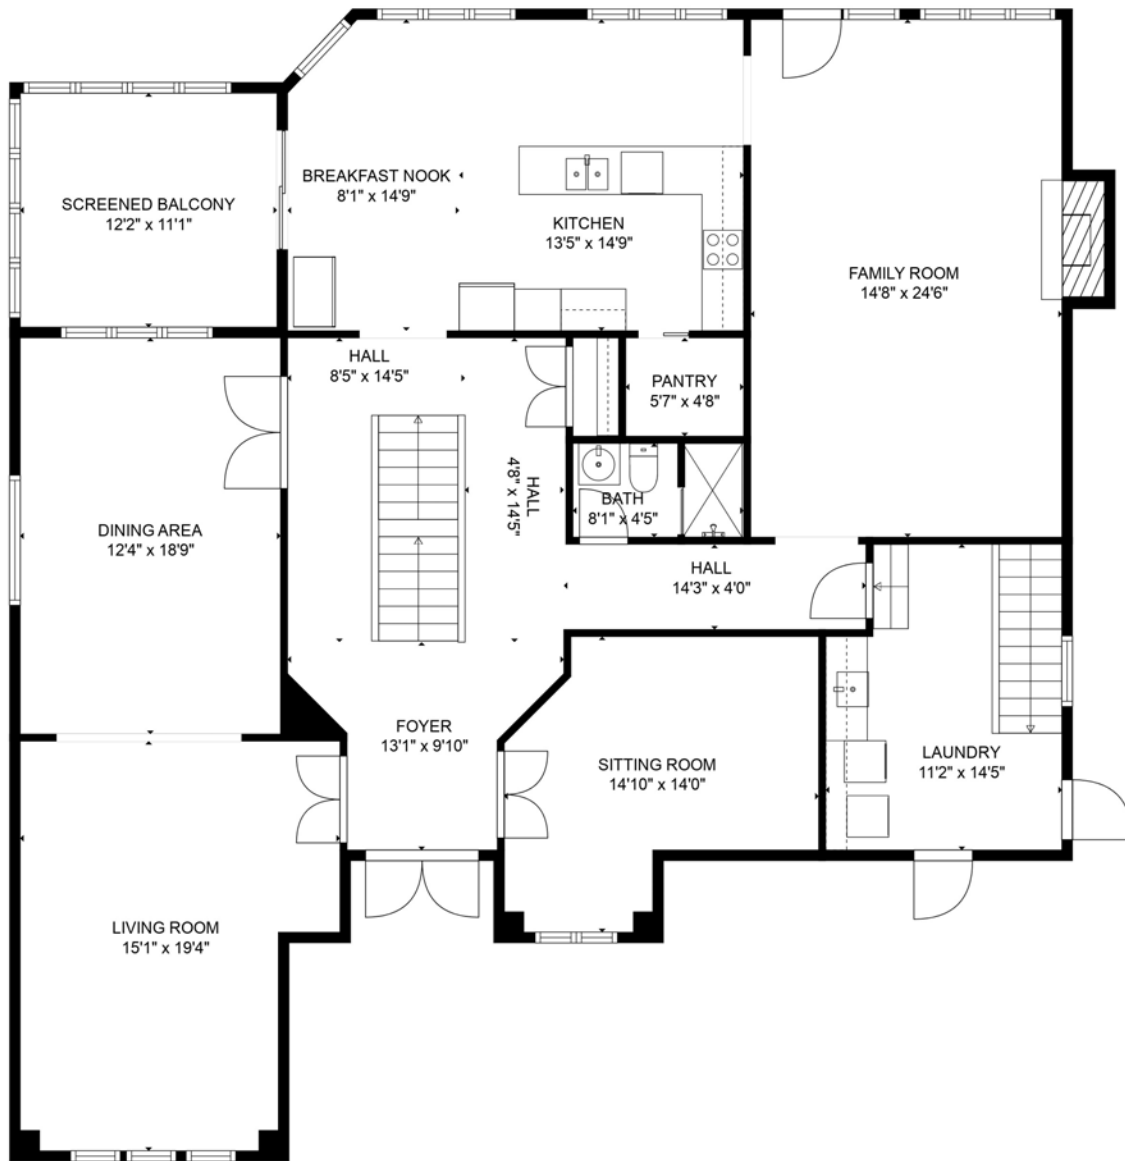 BREAKFAST NOOK
8'1" x 14'9"
SCREENED BALCONY
12'2" x 11'1"
KITCHEN
13'5" x 14'9"
FAMILY ROOM
14'8" x 24'6"
HALL
8'5" x 14'5"
PANTRY
5'7" x 4'8"
HALL
4'8" x 14'5"
BATH
8'1" x 4'5"
DINING AREA
12'4" x 18'9"
HALL
14'3" x 4'0"
FOYER
13'1" x 9'10"
SITTING ROOM
14'10" x 14'0"
LAUNDRY
11'2" x 14'5"
LIVING ROOM
15'1" x 19'4"